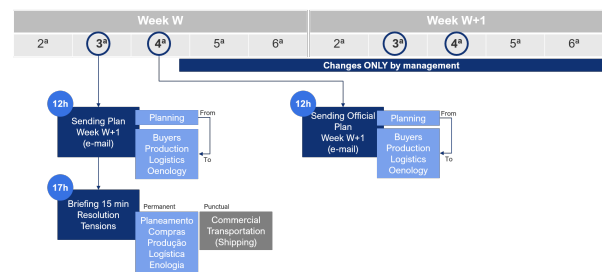 Week W
Week W+1
2ª 3ª 4ª 5ª 6ª 2ª 3ª 4ª 5ª 6ª
Changes ONLY by management
12h
Sending Plan
Week W+1
(e-mail)
Planning
From
Buyers
Production
Logistics
Oenology
To
12h
Sending Official
Plan
Week W+1
(e-mail)
Planning
From
Buyers
Production
Logistics
Oenology
To
17h
Briefing 15 min
Resolution
Tensions
Permanent
Planeamento
Compras
Produção
Logística
Enologia
Punctual
Commercial
Transportation
(Shipping)